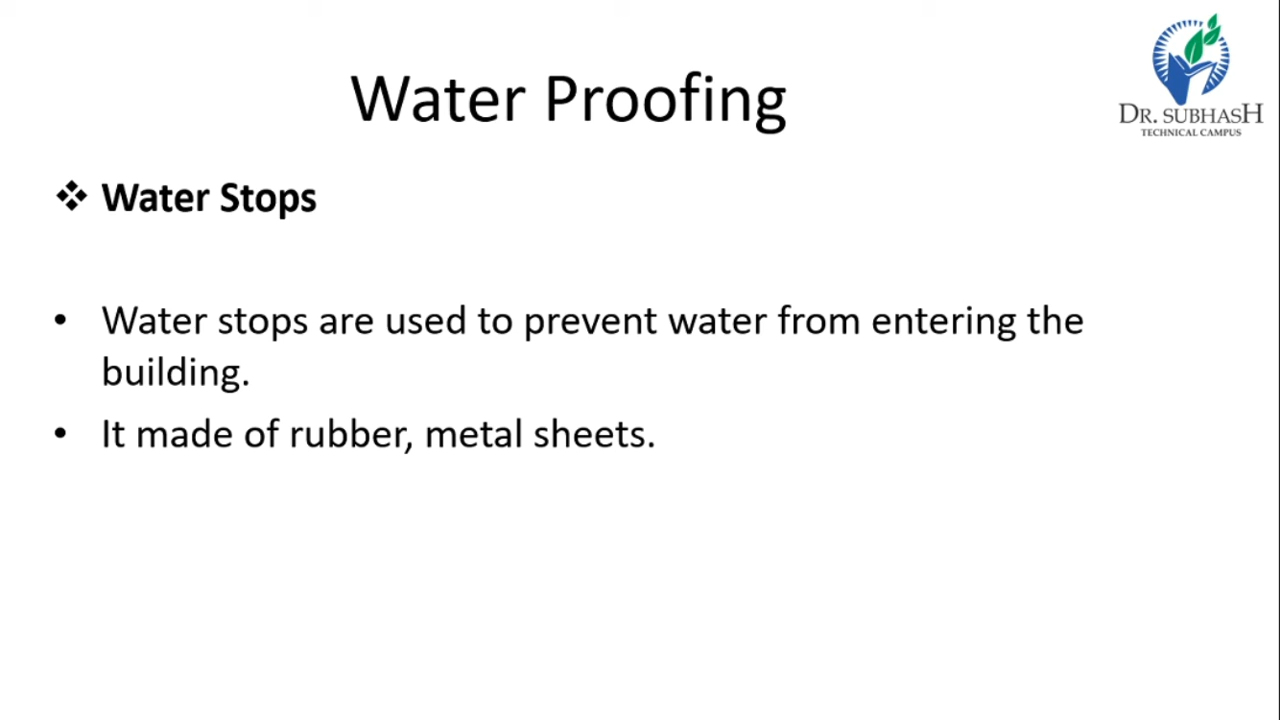 Water Proofing
DR. SUBHASH
TECHNICAL CAMPUS
❖ Water Stops
• Water stops are used to prevent water from entering the
building.
• It made of rubber, metal sheets.